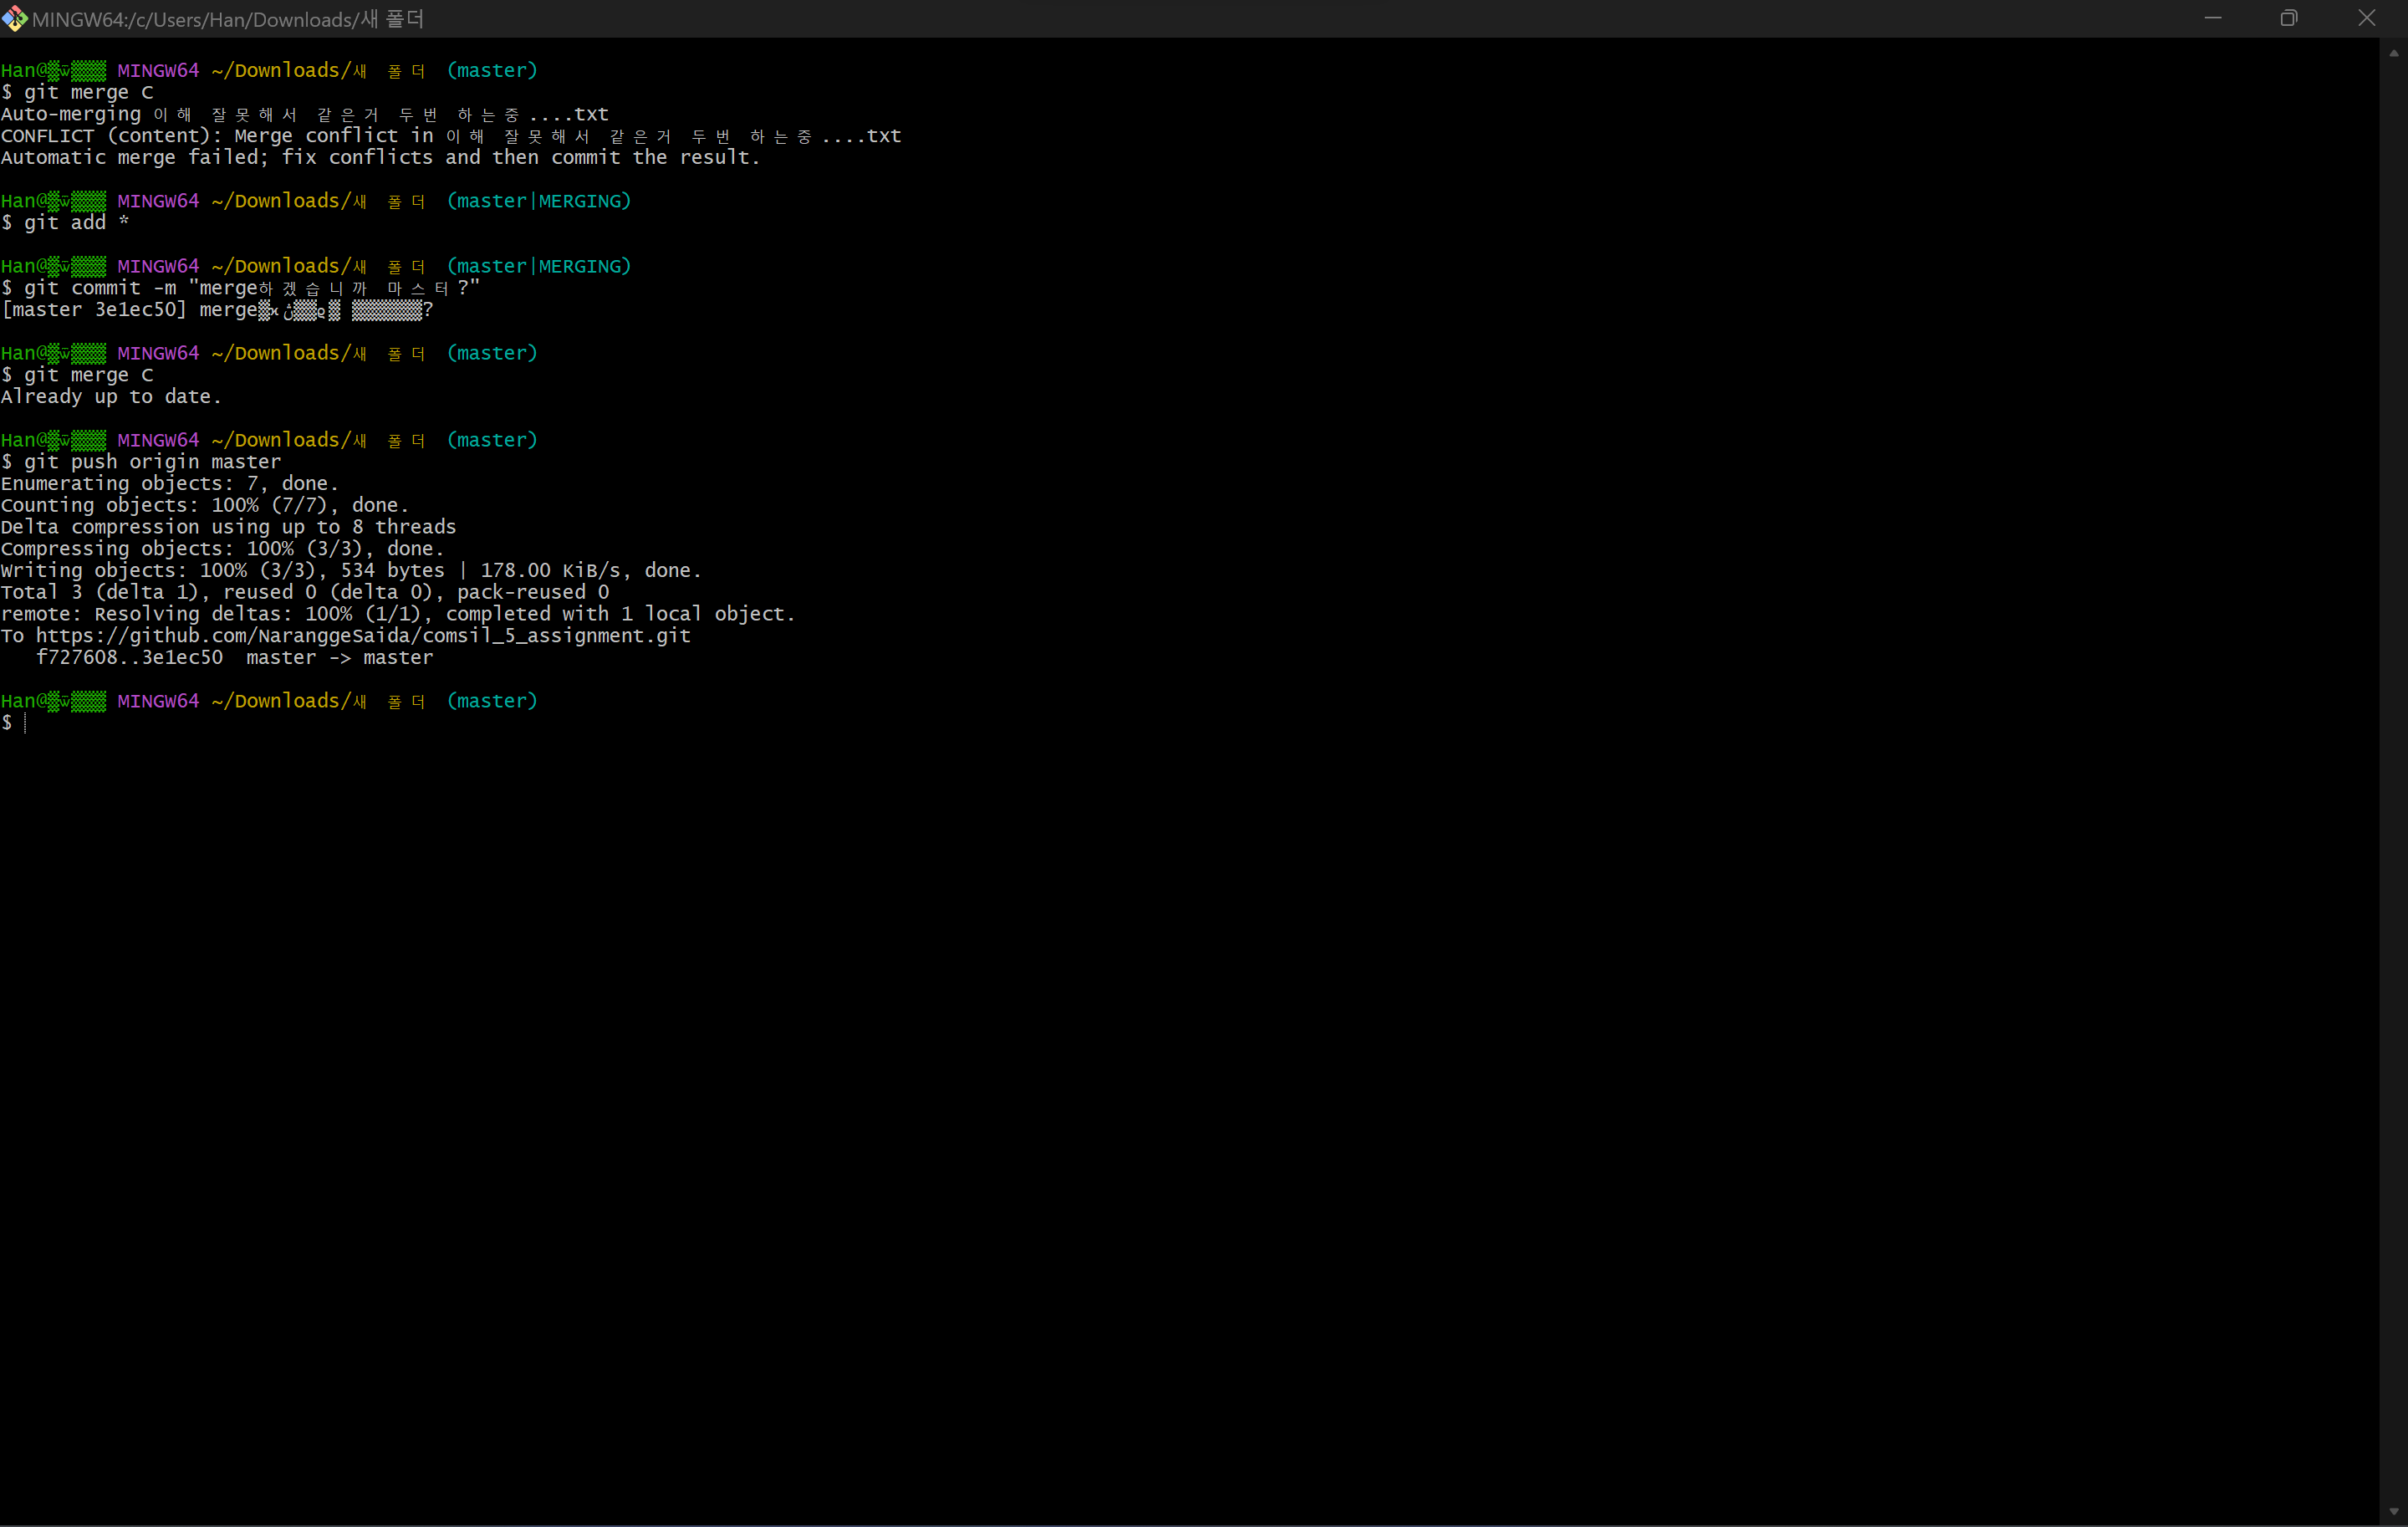 MINGW64:/c/Users/Han/Downloads/새 폴더
Han@ MINGW64 ~/Downloads/새 폴더 (master)
$ git merge C
Auto-merging 이해 잘못해서 같은거 두번 하는중....txt
CONFLICT (content): Merge conflict in 이해 잘못해서 같은거 두번 하는중....txt
Automatic merge failed; fix conflicts and then commit the result.
Han@ MINGW64 ~/Downloads/새 폴더 (master|MERGING)
$ git add *
Han@ MINGW64 ~/Downloads/새 폴더 (master|MERGING)
$ git commit -m "merge하겠습니까 마스터?"
[master 3e1ec50] merge ?
Han@ MINGW64 ~/Downloads/새 폴더 (master)
$ git merge C
Already up to date.
Han@ MINGW64 ~/Downloads/새 폴더 (master)
$ git push origin master
Enumerating objects: 7, done.
Counting objects: 100% (7/7), done.
Delta compression using up to 8 threads
Compressing objects: 100% (3/3), done.
Writing objects: 100% (3/3), 534 bytes | 178.00 KiB/s, done.
Total 3 (delta 1), reused 0 (delta 0), pack-reused 0
remote: Resolving deltas: 100% (1/1), completed with 1 local object.
To https://github.com/NaranggeSaida/comsil_5_assignment.git
f727608..3e1ec50  master -> master
Han@ MINGW64 ~/Downloads/새 폴더 (master)
$